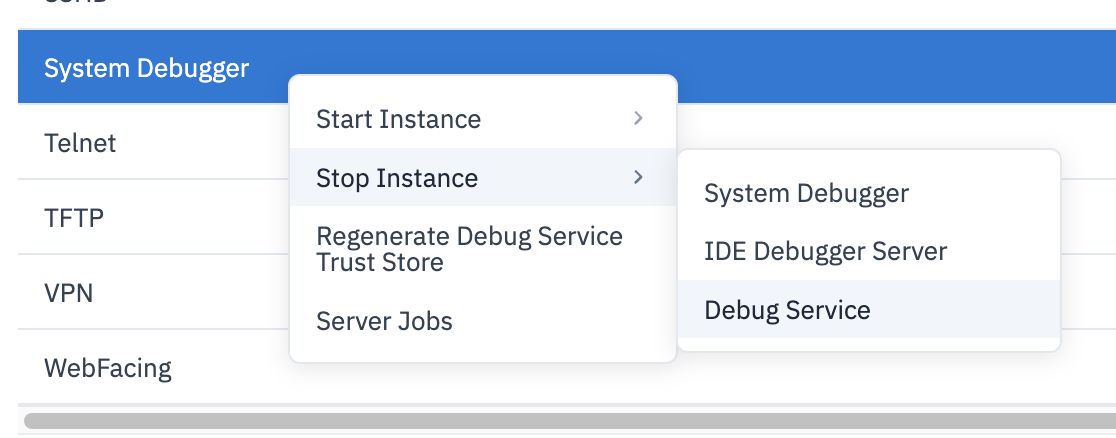 System Debugger
Start Instance
Telnet
Stop Instance
System Debugger
TFTP
Regenerate Debug Service
Trust Store
IDE Debugger Server
VPN
Debug Service
Server Jobs
WebFacing